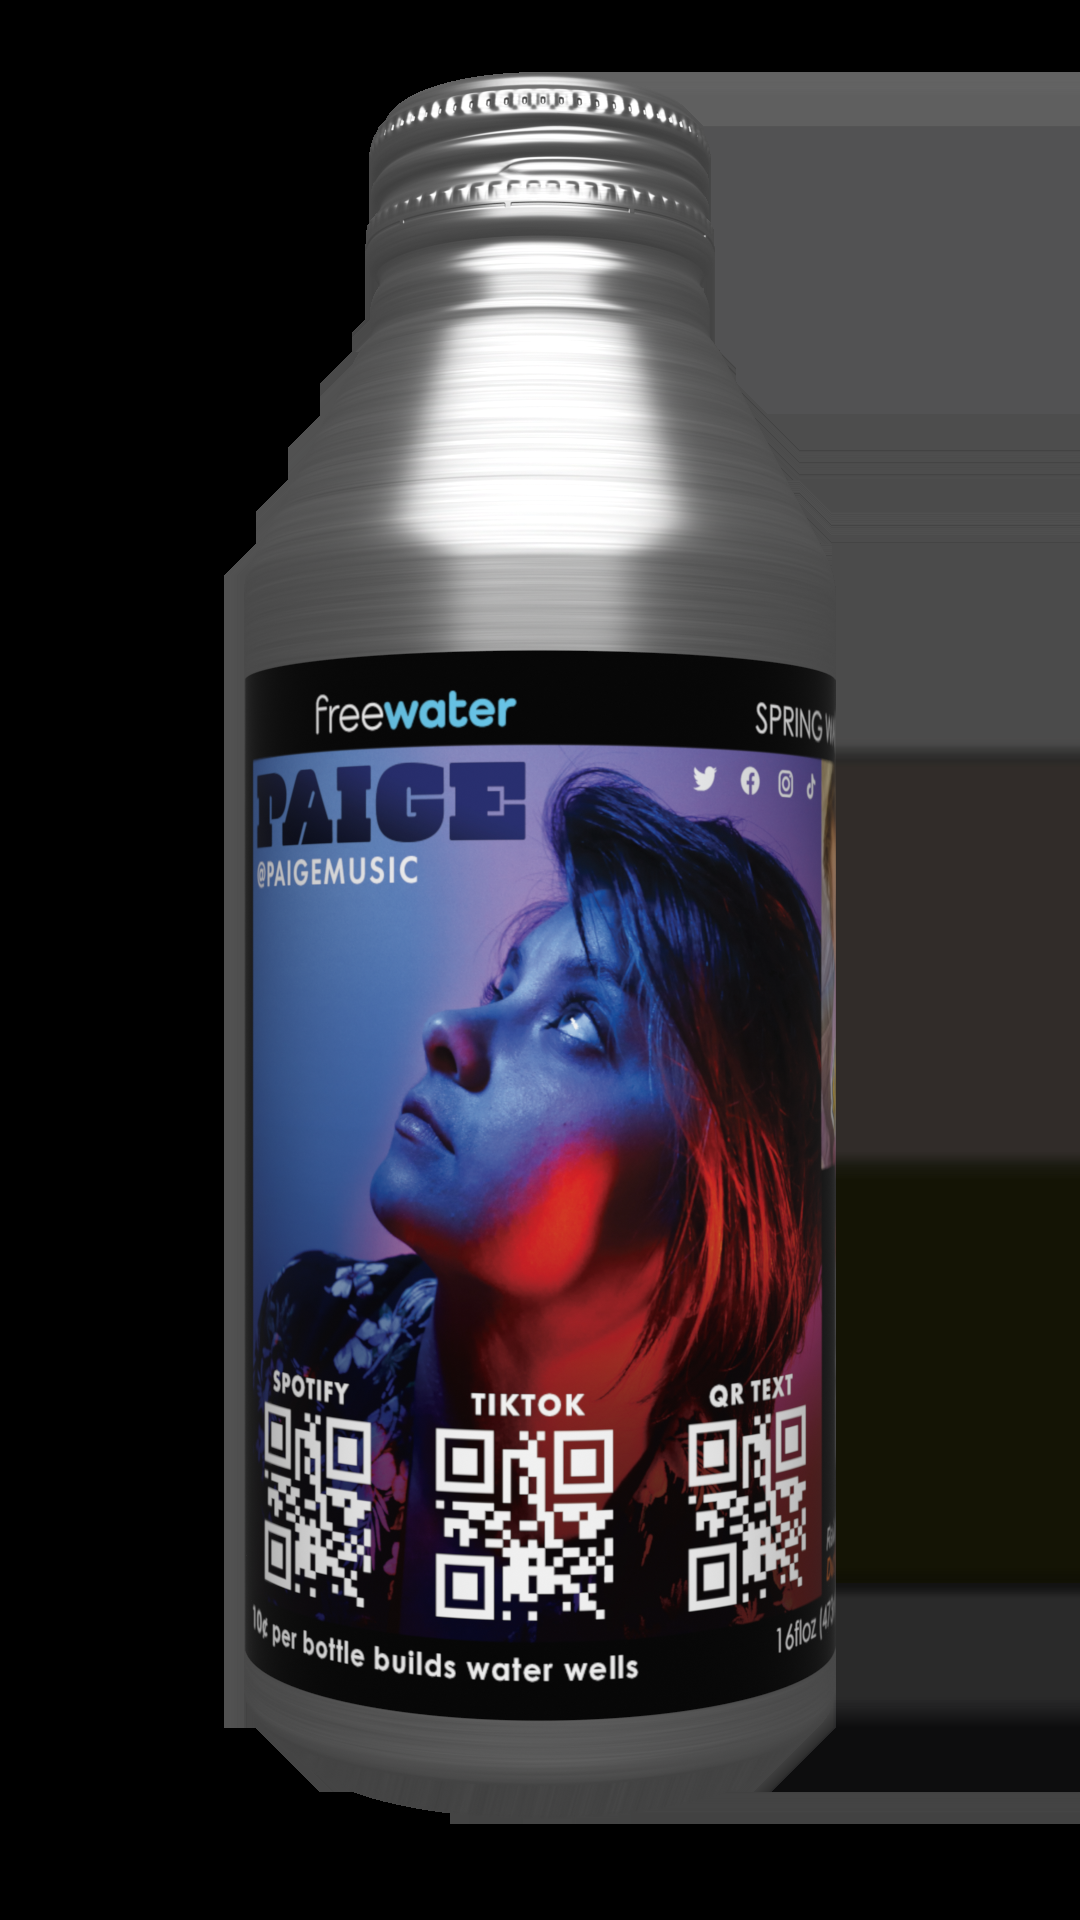 freewater
SPRING
PAIGE
@PAIGEMUSIC
SPOTIFY
TIKTOK
QR TEXT
10¢ per bottle builds water wells
16floz